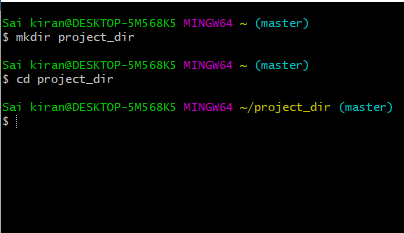 Sai kiran@DESKTOP-5M568K5 MINGW64 ~ (master)
$ mkdir project_dir
Sai kiran@DESKTOP-5M568K5 MINGW64 ~ (master)
$ cd project_dir
Sai kiran@DESKTOP-5M568K5 MINGW64 ~/project_dir (master)
$